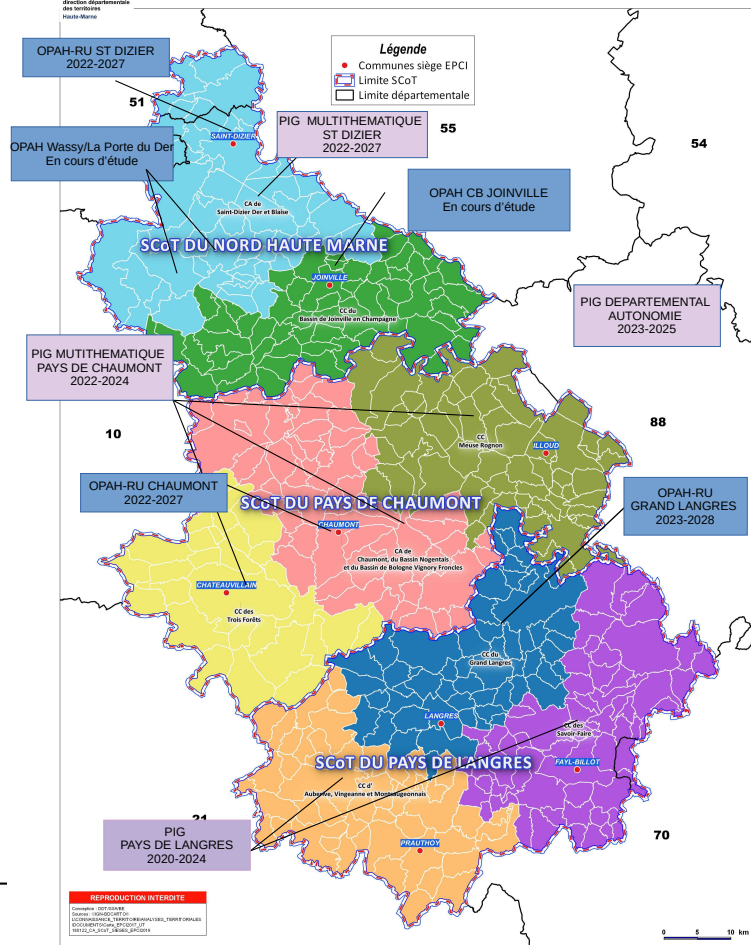 direction départementale
des territoires
Haute-Marne
OPAH-RU ST DIZIER
2022-2027
Légende
Communes siège EPCI
Limite SCoT
Limite départementale
51
55
54
PIG MULTITHEMATIQUE
ST DIZIER
2022-2027
SAINT-DIZIER
OPAH Wassy/La Porte du Der
En cours d'étude
OPAH CB JOINVILLE
En cours d'étude
CA de
Saint-Dizier Der et Blaise
SCoT DU NORD HAUTE MARNE
JOINVILLE
CC du
Bassin de Joinville en Champagne
PIG DEPARTEMENTAL
AUTONOMIE
2023-2025
PIG MUTITHEMATIQUE
PAYS DE CHAUMONT
2022-2024
10
88
CC
Meuse Rognon
ILLOUD
OPAH-RU CHAUMONT
2022-2027
SCoT DU PAYS DE CHAUMONT
OPAH-RU
GRAND LANGRES
2023-2028
CHAUMONT
CA de
Chaumont, du Bassin Nogentais
et du Bassin de Bologne Vignory Froncles
CHATEAUVILLAIN
CC des
Trois Forêts
CC du
Grand Langres
LANGRES
CC des
Savoir-Faire
SCoT DU PAYS DE LANGRES
FAYL-BILLOT
CC d'
Auberive, Vingeanne et Montsaugeonnais
21
PIG
PAYS DE LANGRES
2020-2024
70
PRAUTHOY
REPRODUCTION INTERDITE
Conception : DDT/SSA/BE
Sources : ©IGN-BDCARTO®
0 5 10 km